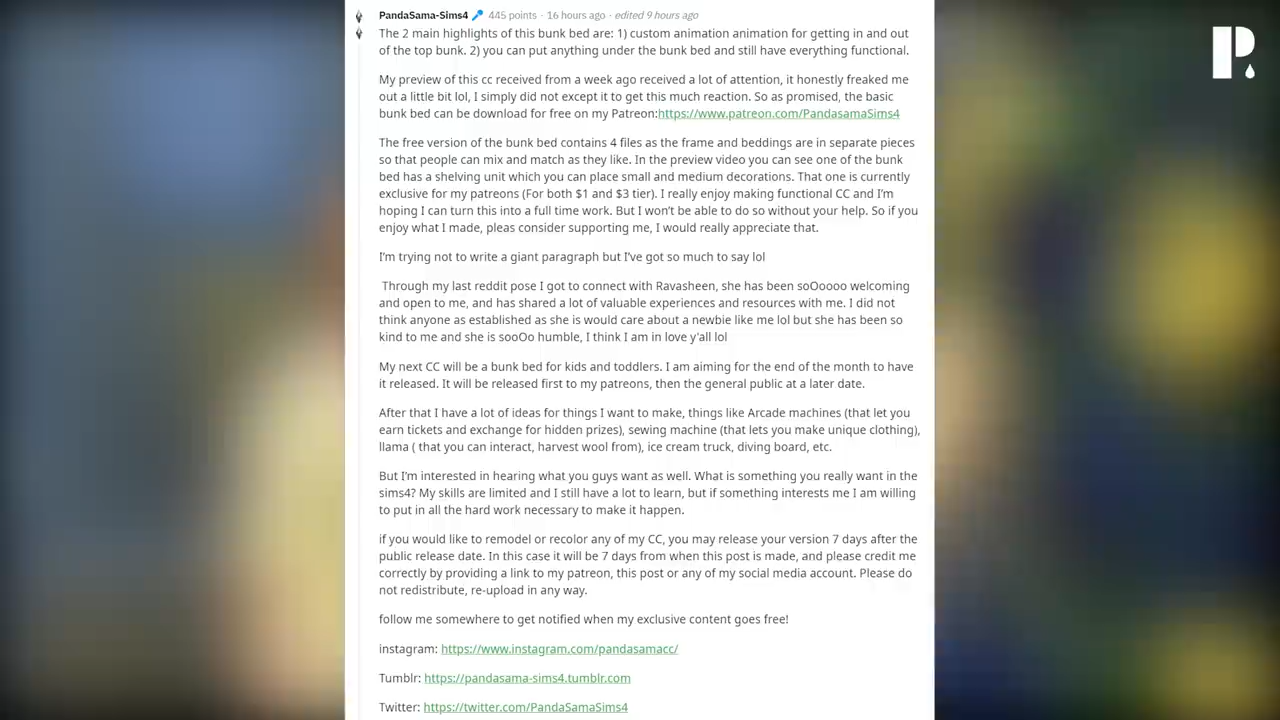 PandaSama-Sims4 445 points · 16 hours ago · edited 9 hours ago
The 2 main highlights of this bunk bed are: 1) custom animation animation for getting in and out
of the top bunk. 2) you can put anything under the bunk bed and still have everything functional.
My preview of this cc received from a week ago received a lot of attention, it honestly freaked me
out a little bit lol, I simply did not except it to get this much reaction. So as promised, the basic
bunk bed can be download for free on my Patreon:https://www.patreon.com/PandasamaSims4
The free version of the bunk bed contains 4 files as the frame and beddings are in separate pieces
so that people can mix and match as they like. In the preview video you can see one of the bunk
bed has a shelving unit which you can place small and medium decorations. That one is currently
exclusive for my patreons (For both $1 and $3 tier). I really enjoy making functional CC and I'm
hoping I can turn this into a full time work. But I won't be able to do so without your help. So if you
enjoy what I made, pleas consider supporting me, I would really appreciate that.
I'm trying not to write a giant paragraph but I've got so much to say lol
Through my last reddit pose I got to connect with Ravasheen, she has been soOoooo welcoming
and open to me, and has shared a lot of valuable experiences and resources with me. I did not
think anyone as established as she is would care about a newbie like me lol but she has been so
kind to me and she is sooOo humble, I think I am in love y'all lol
My next CC will be a bunk bed for kids and toddlers. I am aiming for the end of the month to have
it released. It will be released first to my patreons, then the general public at a later date.
After that I have a lot of ideas for things I want to make, things like Arcade machines (that let you
earn tickets and exchange for hidden prizes), sewing machine (that lets you make unique clothing),
llama ( that you can interact, harvest wool from), ice cream truck, diving board, etc.
But I'm interested in hearing what you guys want as well. What is something you really want in the
sims4? My skills are limited and I still have a lot to learn, but if something interests me I am willing
to put in all the hard work necessary to make it happen.
if you would like to remodel or recolor any of my CC, you may release your version 7 days after the
public release date. In this case it will be 7 days from when this post is made, and please credit me
correctly by providing a link to my patreon, this post or any of my social media account. Please do
not redistribute, re-upload in any way.
follow me somewhere to get notified when my exclusive content goes free!
instagram: https://www.instagram.com/pandasamacc/
Tumblr: https://pandasama-sims4.tumblr.com
Twitter: https://twitter.com/PandaSamaSims4
P